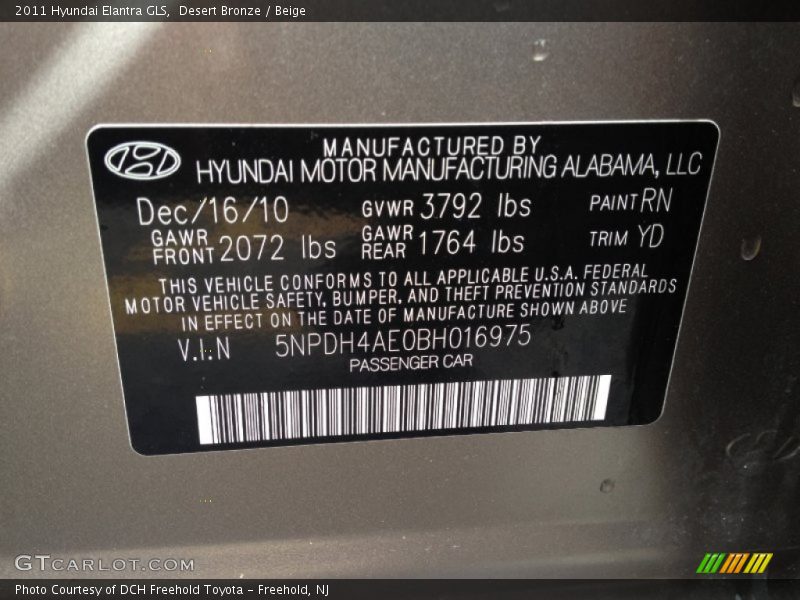 2011 Hyundai Elantra GLS,  Desert Bronze / Beige
MANUFACTURED BY
HYUNDAI MOTOR MANUFACTURING ALABAMA, LLC
Dec/16/10 GVWR 3792 lbs PAINT RN
GAWR FRONT 2072 lbs GAWR REAR 1764 lbs TRIM YD
THIS VEHICLE CONFORMS TO ALL APPLICABLE U.S.A. FEDERAL
MOTOR VEHICLE SAFETY, BUMPER, AND THEFT PREVENTION STANDARDS
IN EFFECT ON THE DATE OF MANUFACTURE SHOWN ABOVE
V.I.N 5NPDH4AE0BH016975
PASSENGER CAR
GTCARLOT.COM
Photo Courtesy of DCH Freehold Toyota - Freehold, NJ